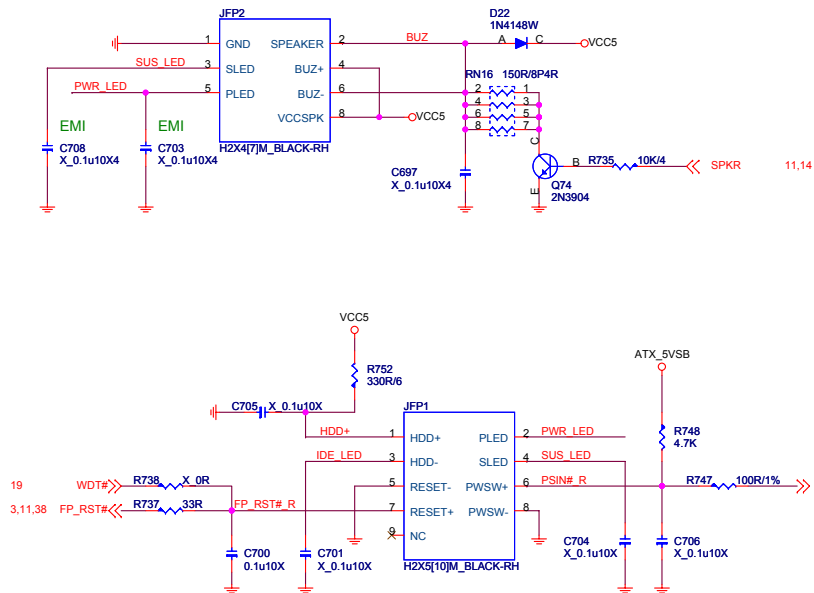 JFP2
D22
1N4148W
1 GND SPEAKER 2 BUZ A C VCC5
SUS_LED 3 SLED BUZ+ 4
RN16 150R/8P4R
PWR_LED 5 PLED BUZ- 6 2 1
4 3
VCCSPK 8 VCC5 6 5
8 7
EMI EMI
C708 C703
X_0.1u10X4 X_0.1u10X4
H2X4[7]M_BLACK-RH
C
C697
X_0.1u10X4
B R735 10K/4 SPKR 11,14
E Q74
2N3904
VCC5
ATX_5VSB
R752
330R/6
C705 X_0.1u10X
JFP1
HDD+ 1 HDD+ PLED 2 PWR_LED
R748
4.7K
IDE_LED 3 HDD- SLED 4 SUS_LED
19 WDT# R738 X_0R 5 RESET- PWSW+ 6 PSIN#_R R747 100R/1%
3,11,38 FP_RST# R737 33R FP_RST#_R 7 RESET+ PWSW- 8
9 NC
C700
0.1u10X
C701
X_0.1u10X
C704
X_0.1u10X
C706
X_0.1u10X
H2X5[10]M_BLACK-RH